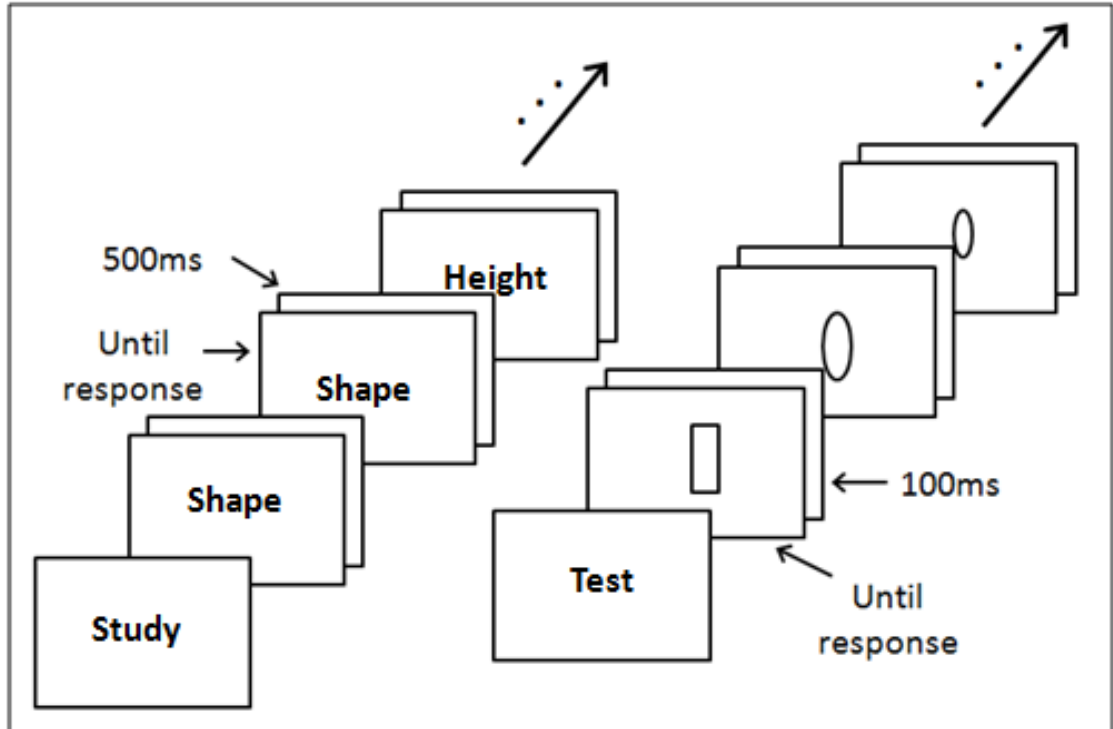 500ms
Until
response
Height
Shape
Shape
Study
Test
100ms
Until
response